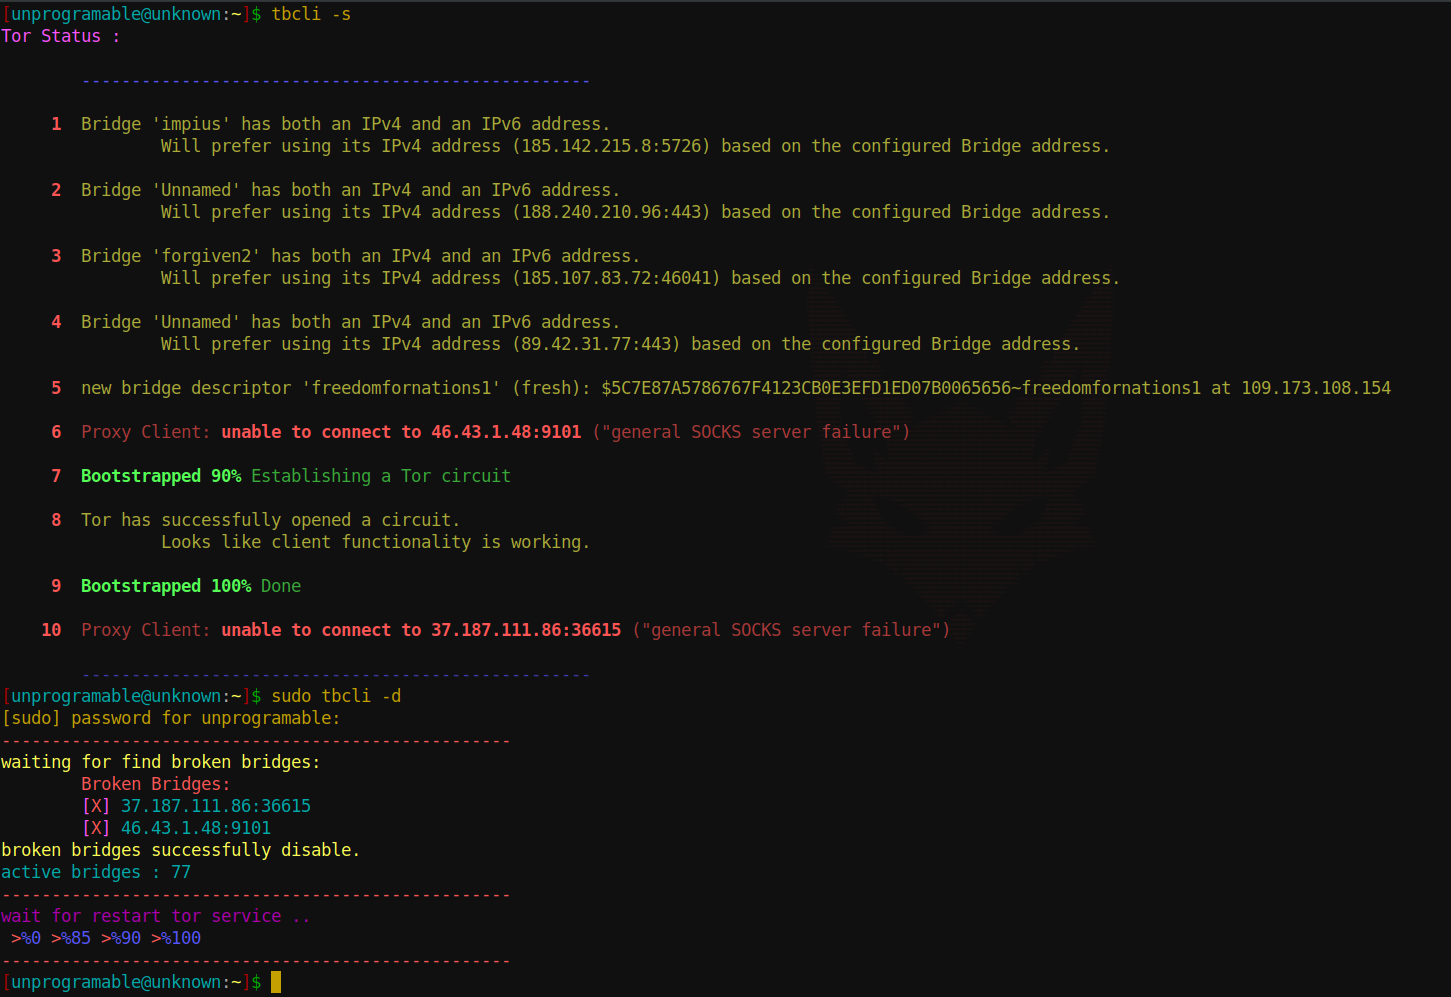 [unprogramable@unknown:~]$ tbcli -s
Tor Status :
---------------------------------------------------
1 Bridge 'impius' has both an IPv4 and an IPv6 address.
Will prefer using its IPv4 address (185.142.215.8:5726) based on the configured Bridge address.
2 Bridge 'Unnamed' has both an IPv4 and an IPv6 address.
Will prefer using its IPv4 address (188.240.210.96:443) based on the configured Bridge address.
3 Bridge 'forgiven2' has both an IPv4 and an IPv6 address.
Will prefer using its IPv4 address (185.107.83.72:46041) based on the configured Bridge address.
4 Bridge 'Unnamed' has both an IPv4 and an IPv6 address.
Will prefer using its IPv4 address (89.42.31.77:443) based on the configured Bridge address.
5 new bridge descriptor 'freedomfornations1' (fresh): $5C7E87A5786767F4123CB0E3EFD1ED07B0065656~freedomfornations1 at 109.173.108.154
6 Proxy Client: unable to connect to 46.43.1.48:9101 ("general SOCKS server failure")
7 Bootstrapped 90% Establishing a Tor circuit
8 Tor has successfully opened a circuit.
Looks like client functionality is working.
9 Bootstrapped 100% Done
10 Proxy Client: unable to connect to 37.187.111.86:36615 ("general SOCKS server failure")
---------------------------------------------------
[unprogramable@unknown:~]$ sudo tbcli -d
[sudo] password for unprogramable:
---------------------------------------------------
waiting for find broken bridges:
Broken Bridges:
[X] 37.187.111.86:36615
[X] 46.43.1.48:9101
broken bridges successfully disable.
active bridges : 77
---------------------------------------------------
wait for restart tor service ..
>%0 >%85 >%90 >%100
---------------------------------------------------
[unprogramable@unknown:~]$